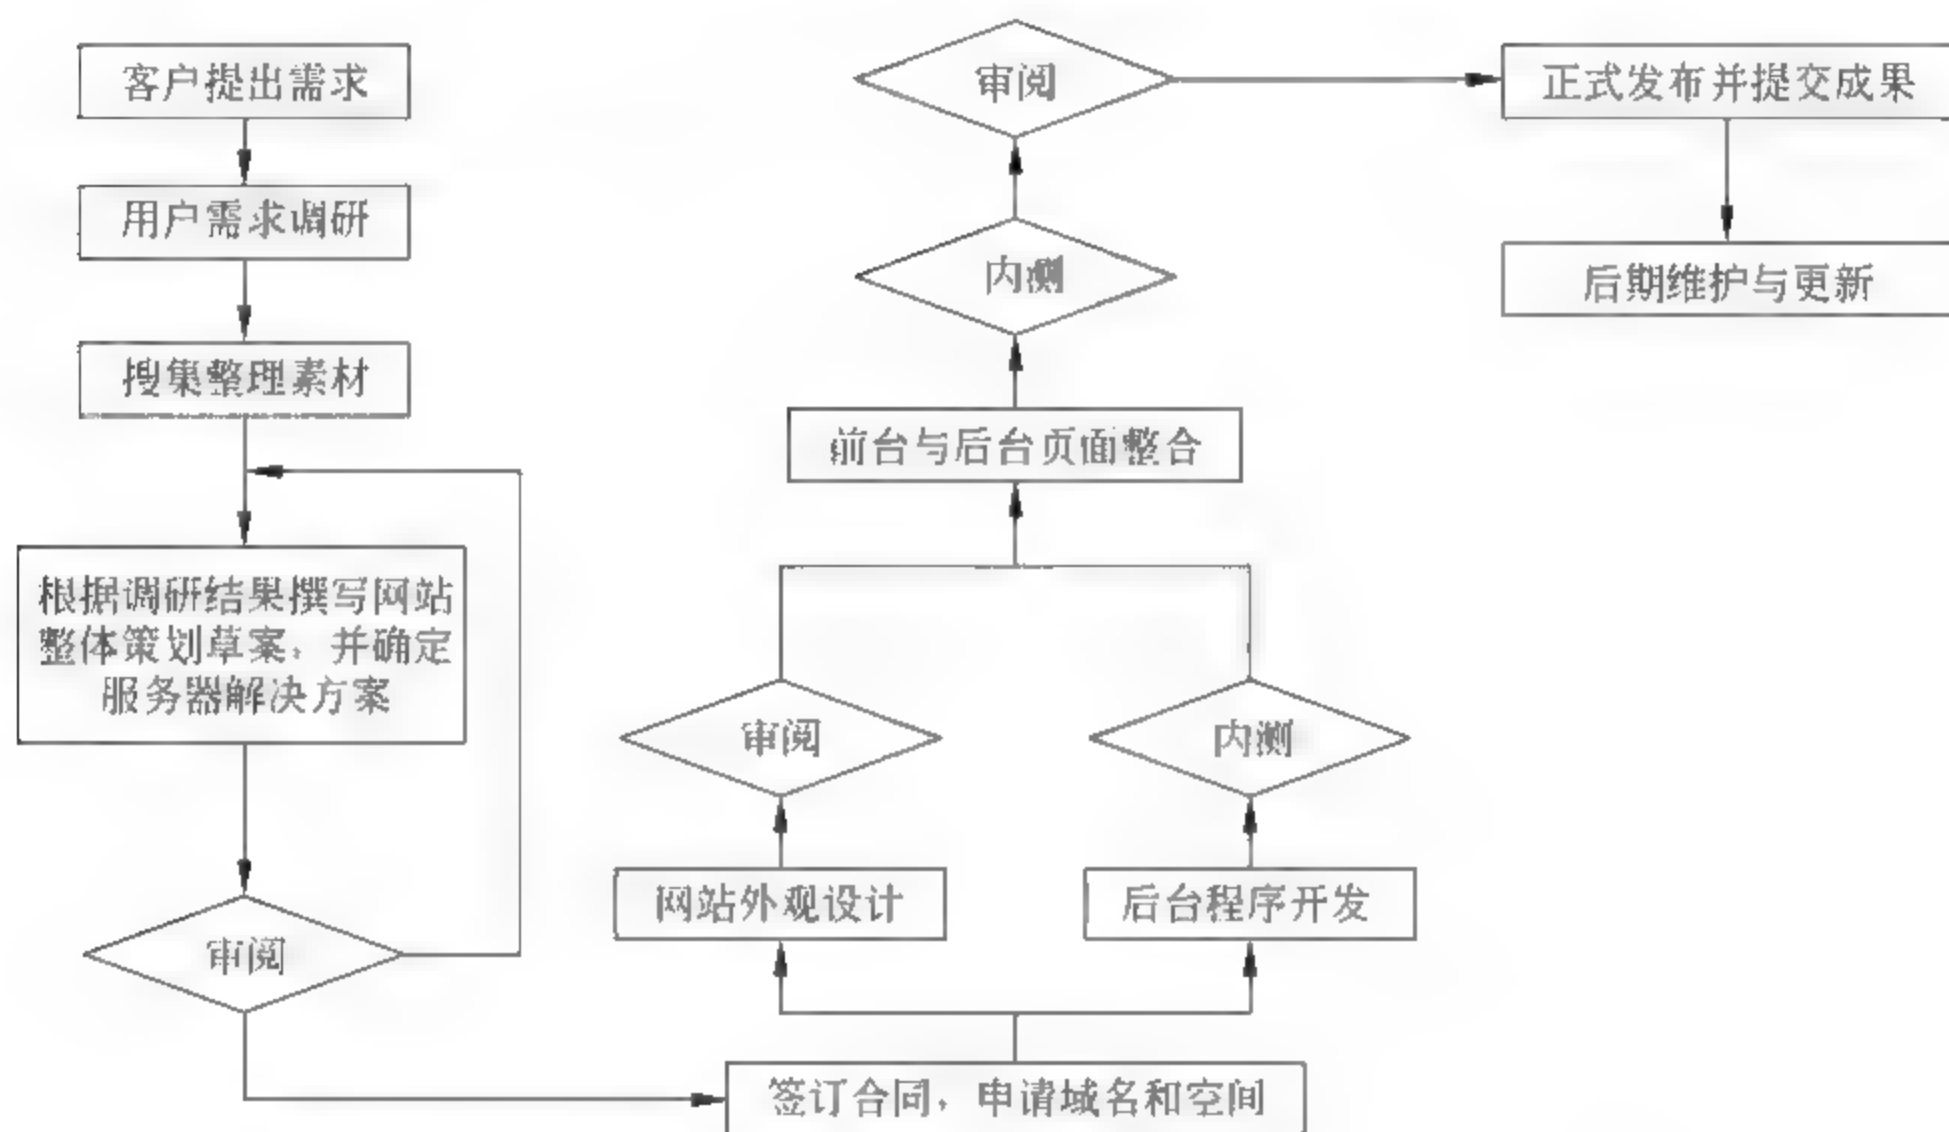 客户提出需求
用户需求调研
搜集整理素材
根据调研结果撰写网站
整体策划草案，并确定
服务器解决方案
审阅
签订合同，申请域名和空间
网站外观设计
后台程序开发
审阅
内测
前台与后台页面整合
内测
审阅
正式发布并提交成果
后期维护与更新